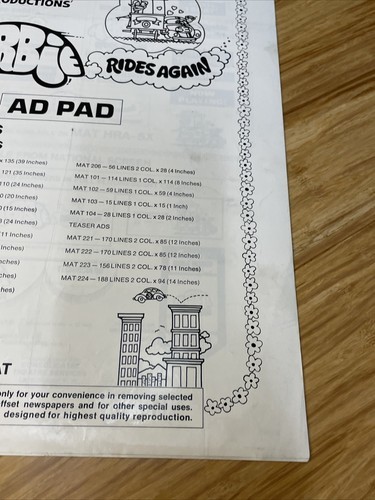 RODUCTIONS'
RBIE
RIDES AGAIN!
AD PAD
S
S
x 135 (39 Inches)
121 (35 Inches)
110 (24 Inches)
(20 Inches)
(15 Inches)
(24 Inches)
(11 Inches)
Inches)
ches)
ches)
hes)
MAT 206 — 56 LINES 2 COL. x 28 (4 Inches)
MAT 101 — 114 LINES 1 COL. x 114 (8 Inches)
MAT 102 — 59 LINES 1 COL. x 59 (4 Inches)
MAT 103 — 15 LINES 1 COL. x 15 (1 Inch)
MAT 104 — 28 LINES 1 COL. x 28 (2 Inches)
TEASER ADS
MAT 221 — 170 LINES 2 COL. x 85 (12 Inches)
MAT 222 — 170 LINES 2 COL. x 85 (12 Inches)
MAT 223 — 156 LINES 2 COL. x 78 (11 Inches)
MAT 224 — 188 LINES 2 COL. x 94 (14 Inches)
AT
only for your convenience in removing selected
ffset newspapers and for other special uses.
designed for highest quality reproduction.